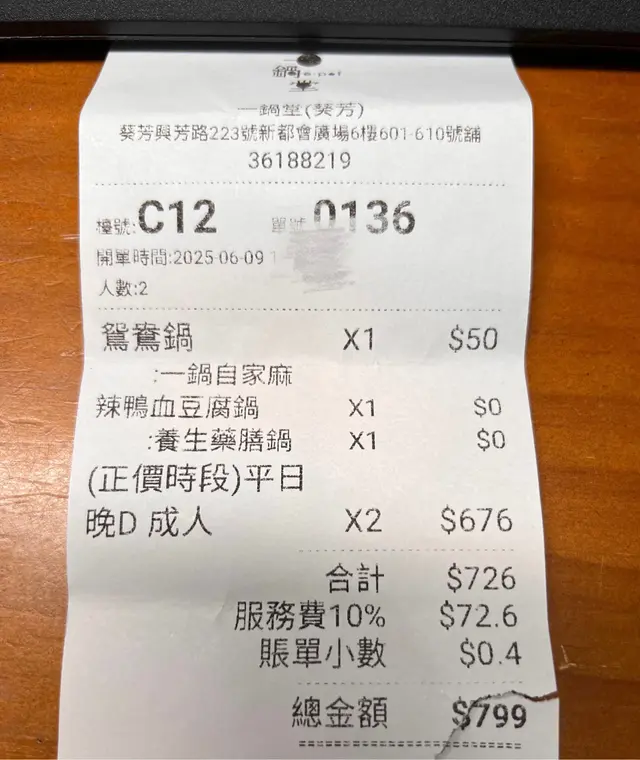 一鍋堂(葵芳)
葵芳興芳路223號新都會廣場6樓601-610號舖
36188219
檯號:C12 單號 0136
開單時間:2025-06-09 1
人數:2
鴛鴦鍋 X1 $50
:一鍋自家麻
辣鴨血豆腐鍋 X1 $0
:養生藥膳鍋 X1 $0
(正價時段)平日
晚D 成人 X2 $676
合計 $726
服務費10% $72.6
賬單小數 $0.4
總金額 $799